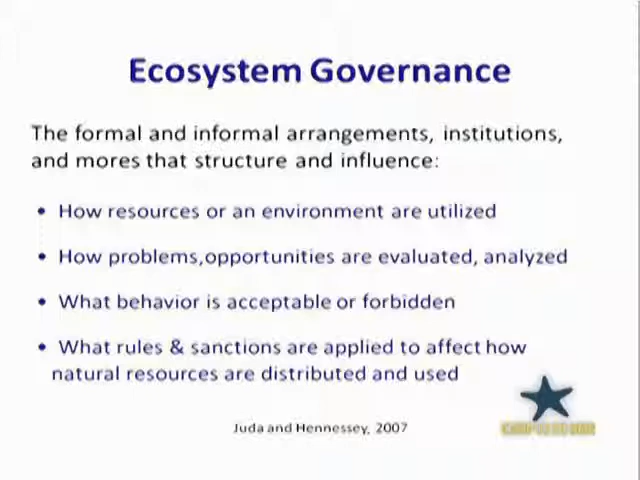 Ecosystem Governance
The formal and informal arrangements, institutions,
and mores that structure and influence:
• How resources or an environment are utilized
• How problems,opportunities are evaluated, analyzed
• What behavior is acceptable or forbidden
• What rules & sanctions are applied to affect how
natural resources are distributed and used
Juda and Hennessey, 2007